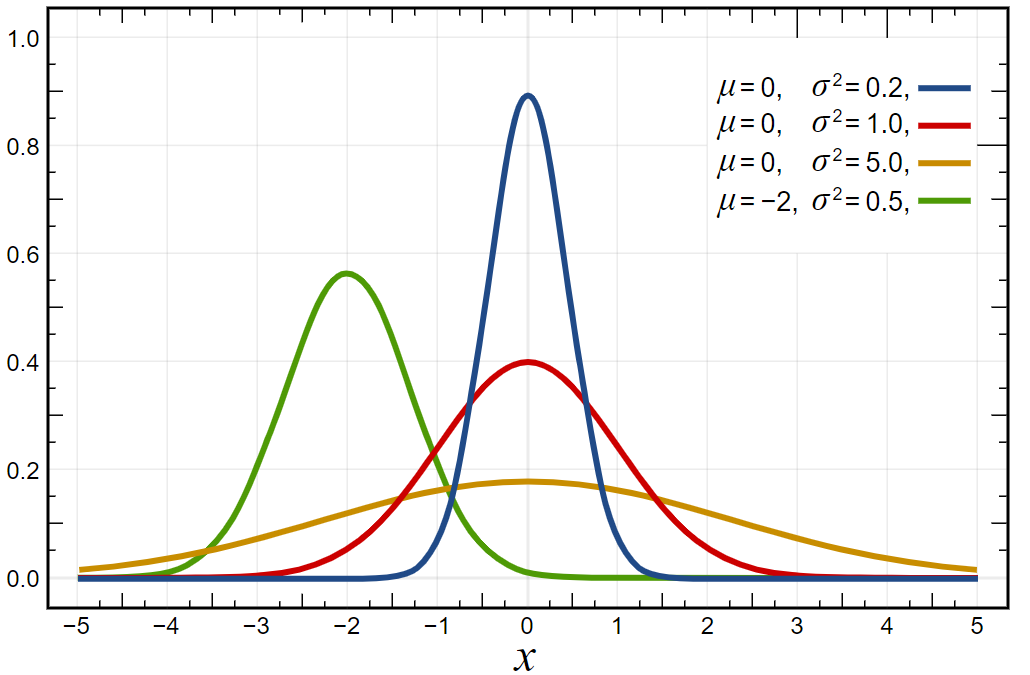 1.0
μ = 0, σ² = 0.2,
μ = 0, σ² = 1.0,
0.8
μ = 0, σ² = 5.0,
μ = −2, σ² = 0.5,
0.6
0.4
0.2
0.0
−5 −4 −3 −2 −1 0 1 2 3 4 5
x